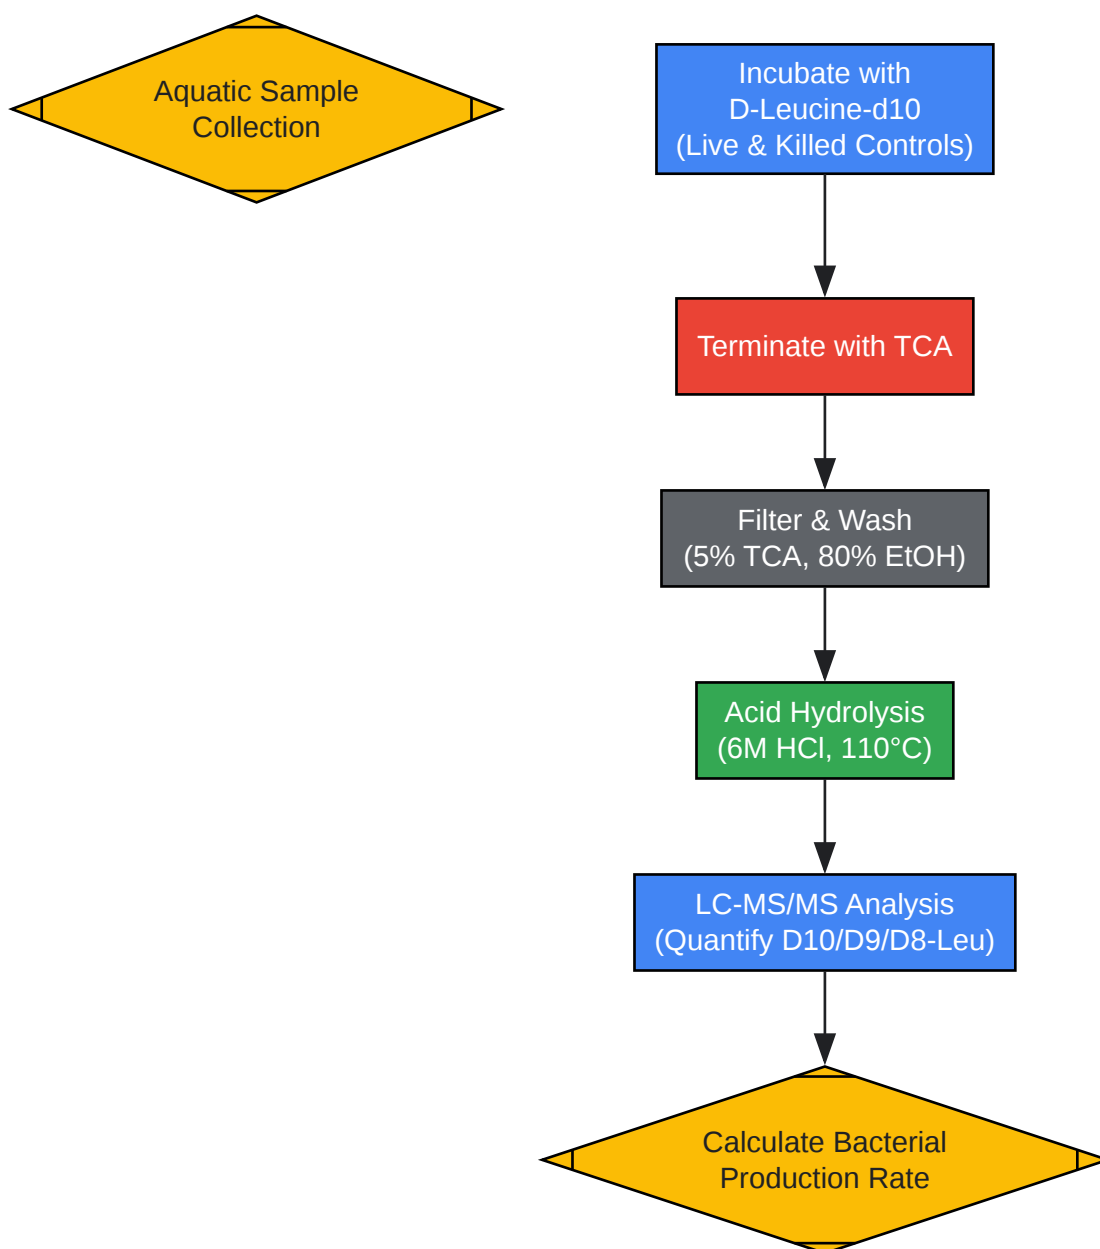 Aquatic Sample
Collection
Incubate with
D-Leucine-d10
(Live & Killed Controls)
Terminate with TCA
Filter & Wash
(5% TCA, 80% EtOH)
Acid Hydrolysis
(6M HCl, 110°C)
LC-MS/MS Analysis
(Quantify D10/D9/D8-Leu)
Calculate Bacterial
Production Rate